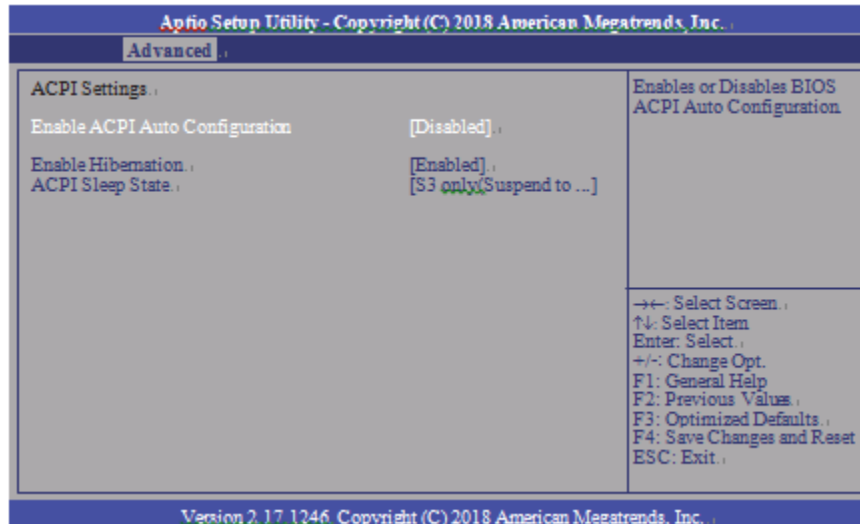 Aptio Setup Utility - Copyright (C) 2018 American Megatrends, Inc.
Advanced
ACPI Settings
Enable ACPI Auto Configuration [Disabled]
Enable Hibernation [Enabled]
ACPI Sleep State [S3 only(Suspend to ...]
Enables or Disables BIOS
ACPI Auto Configuration.
→←: Select Screen
↑↓: Select Item
Enter: Select
+/-: Change Opt.
F1: General Help
F2: Previous Values
F3: Optimized Defaults
F4: Save Changes and Reset
ESC: Exit
Version 2.17.1246. Copyright (C) 2018 American Megatrends, Inc.